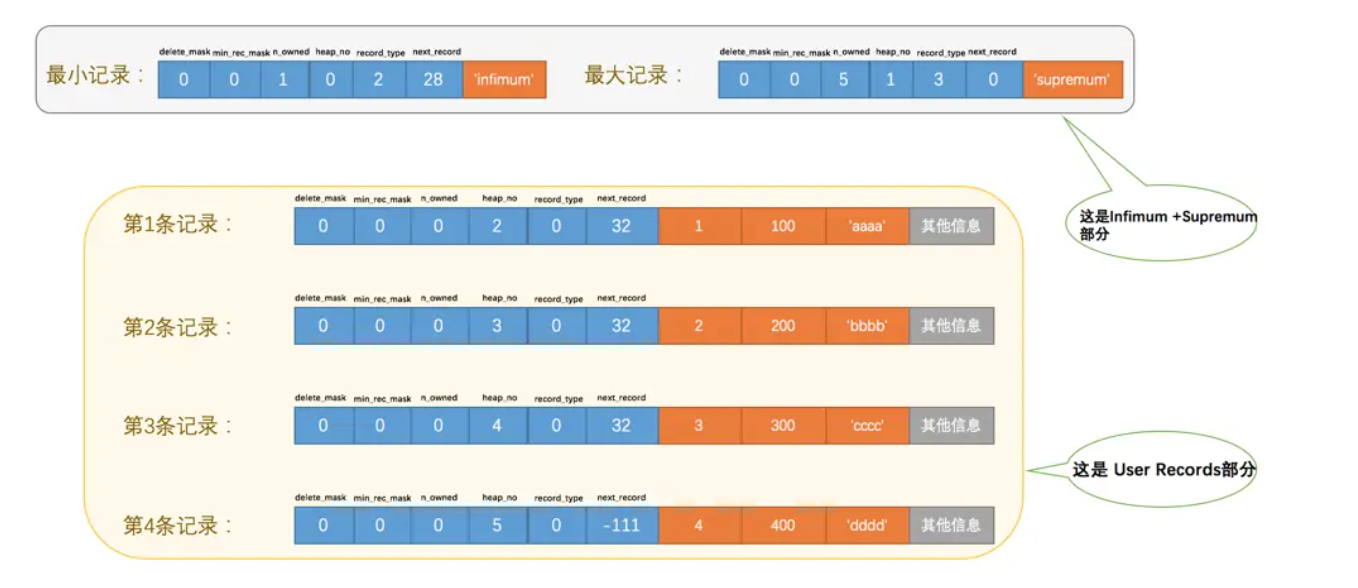 delete_mask min_rec_mask n_owned heap_no record_type next_record
最小记录： 0 0 1 0 2 28 'infimum'
delete_mask min_rec_mask n_owned heap_no record_type next_record
最大记录： 0 0 5 1 3 0 'supremum'
这是Infimum +Supremum
部分
delete_mask min_rec_mask n_owned heap_no record_type next_record
第1条记录： 0 0 0 2 0 32 1 100 'aaaa' 其他信息
delete_mask min_rec_mask n_owned heap_no record_type next_record
第2条记录： 0 0 0 3 0 32 2 200 'bbbb' 其他信息
delete_mask min_rec_mask n_owned heap_no record_type next_record
第3条记录： 0 0 0 4 0 32 3 300 'cccc' 其他信息
这是 User Records部分
delete_mask min_rec_mask n_owned heap_no record_type next_record
第4条记录： 0 0 0 5 0 -111 4 400 'dddd' 其他信息